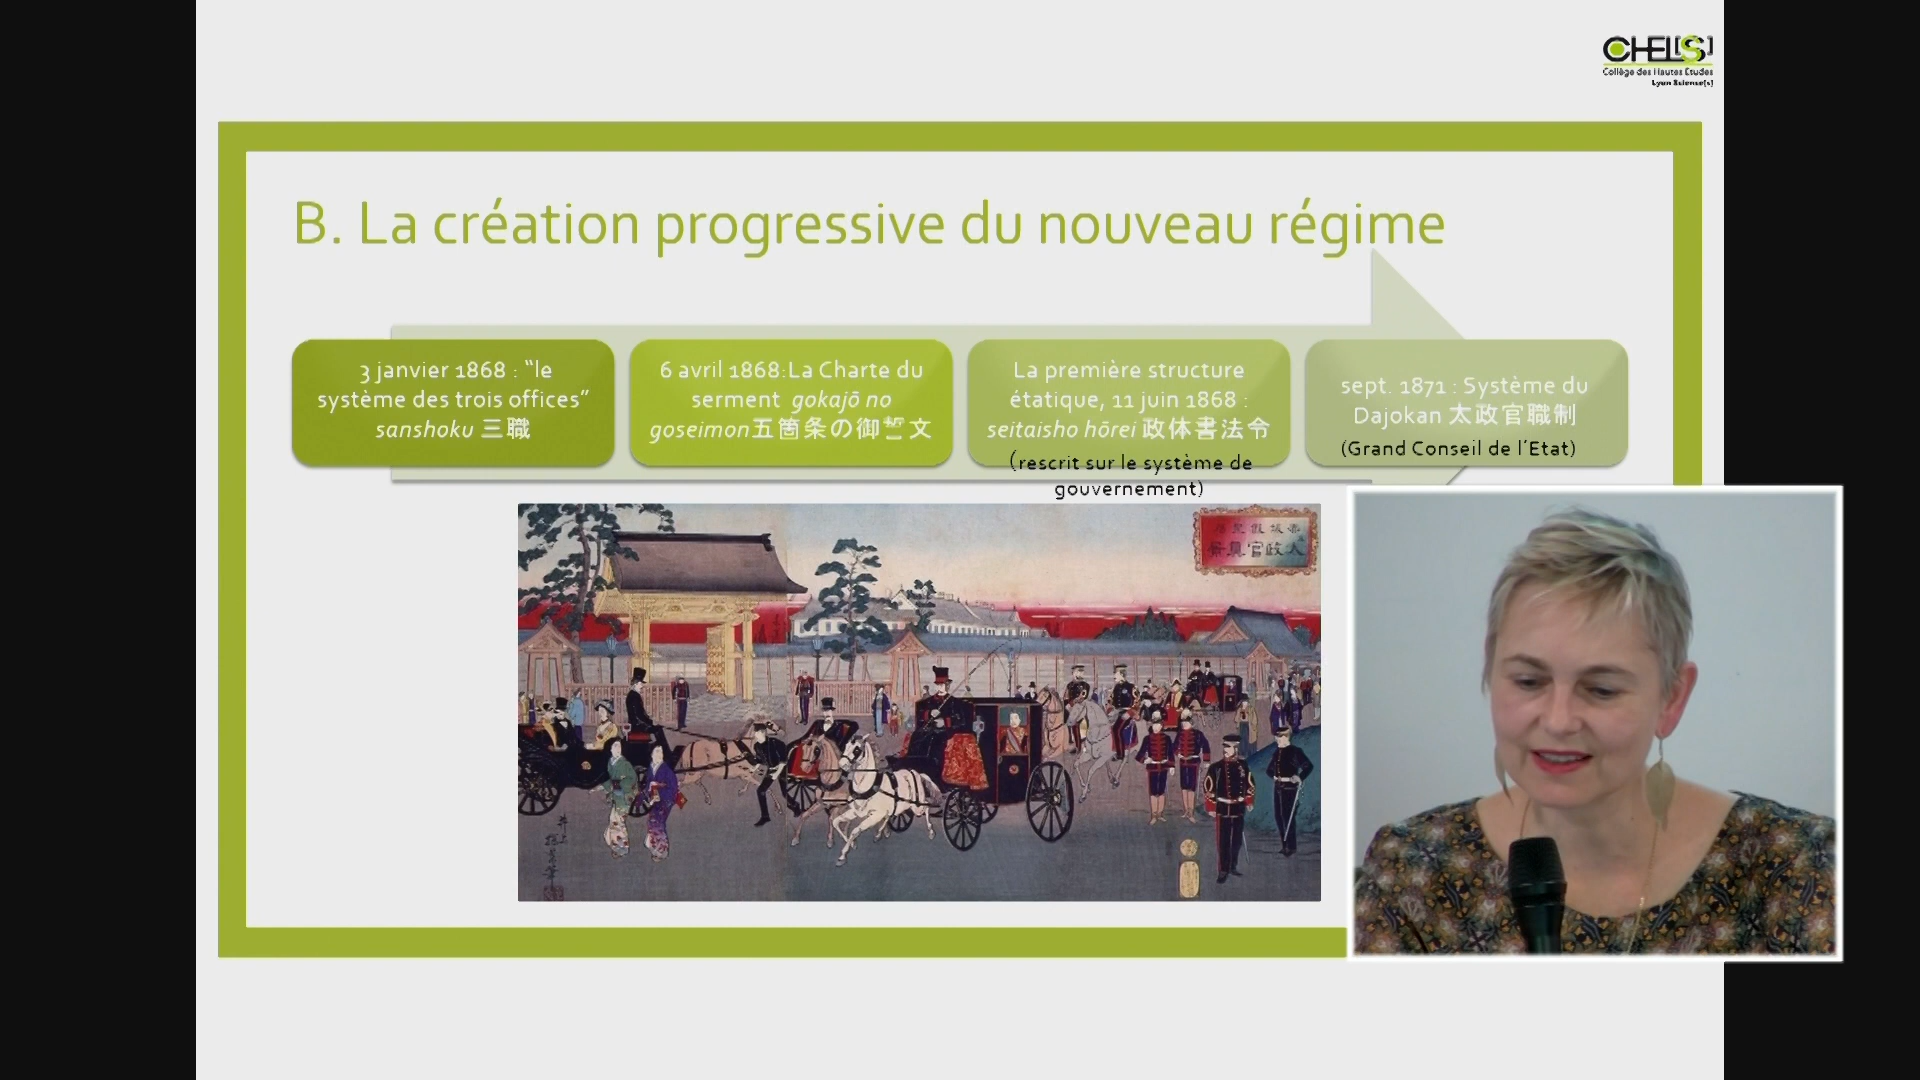 CHEL[S]
Collège des Hautes Etudes
Lyon Science[s]
B. La création progressive du nouveau régime
3 janvier 1868 : “le
système des trois offices”
sanshoku 三職
6 avril 1868:La Charte du
serment gokajō no
goseimon五箇条の御誓文
La première structure
étatique, 11 juin 1868 :
seitaisho hōrei 政体書法令
(rescrit sur le système de
gouvernement)
sept. 1871 : Système du
Dajokan 太政官職制
(Grand Conseil de l'Etat)